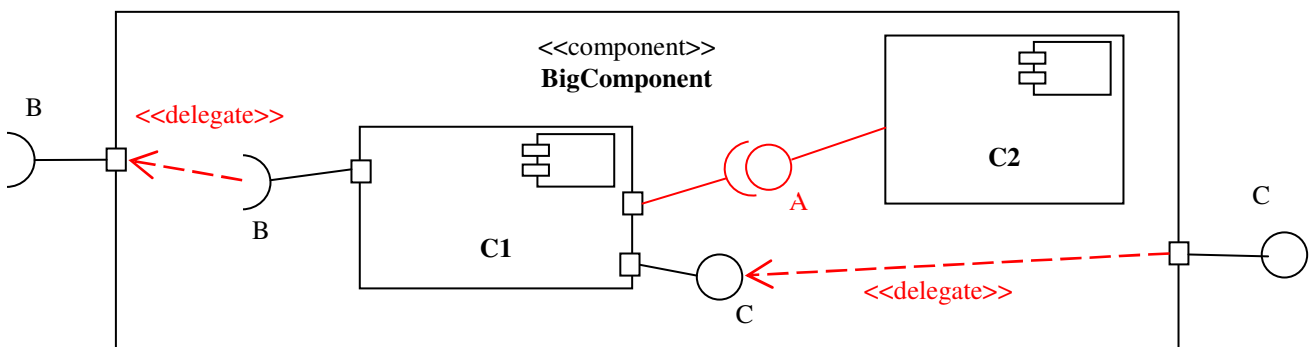 <<component>>
BigComponent
B
<<delegate>>
C2
C
A
B
C1
<<delegate>>
C